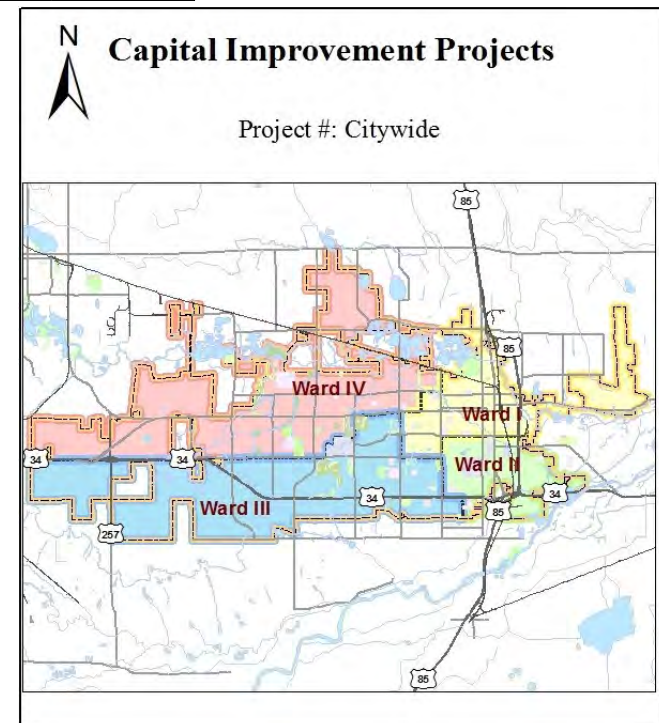 N
Capital Improvement Projects
Project #: Citywide
85
85
Ward IV
Ward I
34
34
Ward II
34
34
Ward III
85
257
85